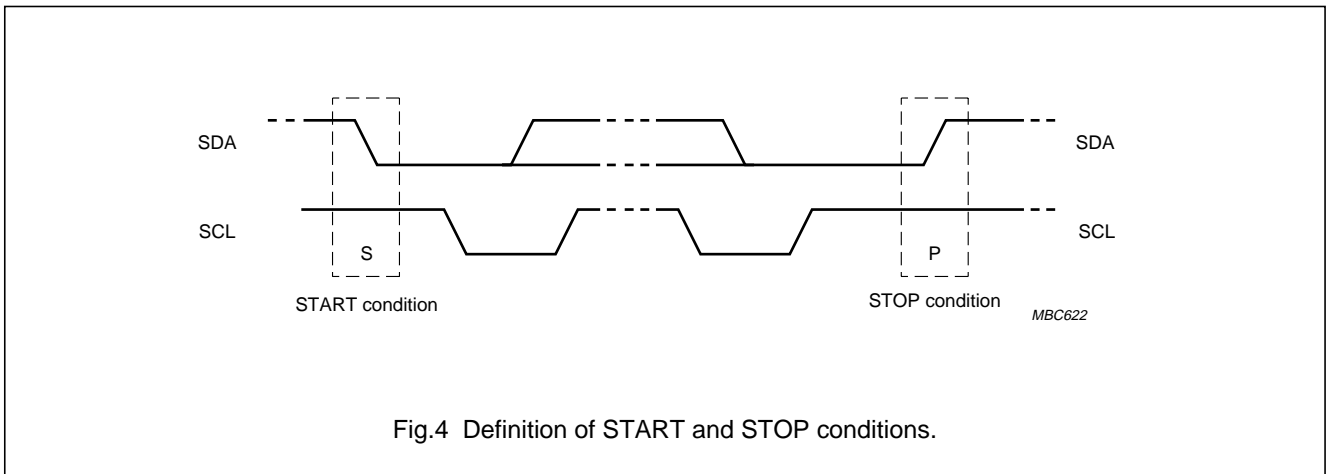 SDA
SDA
SCL
SCL
S
P
START condition
STOP condition
MBC622
Fig.4 Definition of START and STOP conditions.